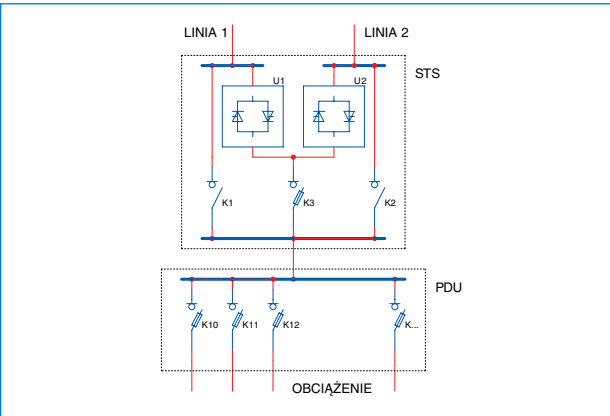 LINIA 1
LINIA 2
STS
U1
U2
K1
K3
K2
PDU
K10
K11
K12
K...
OBCIĄŻENIE